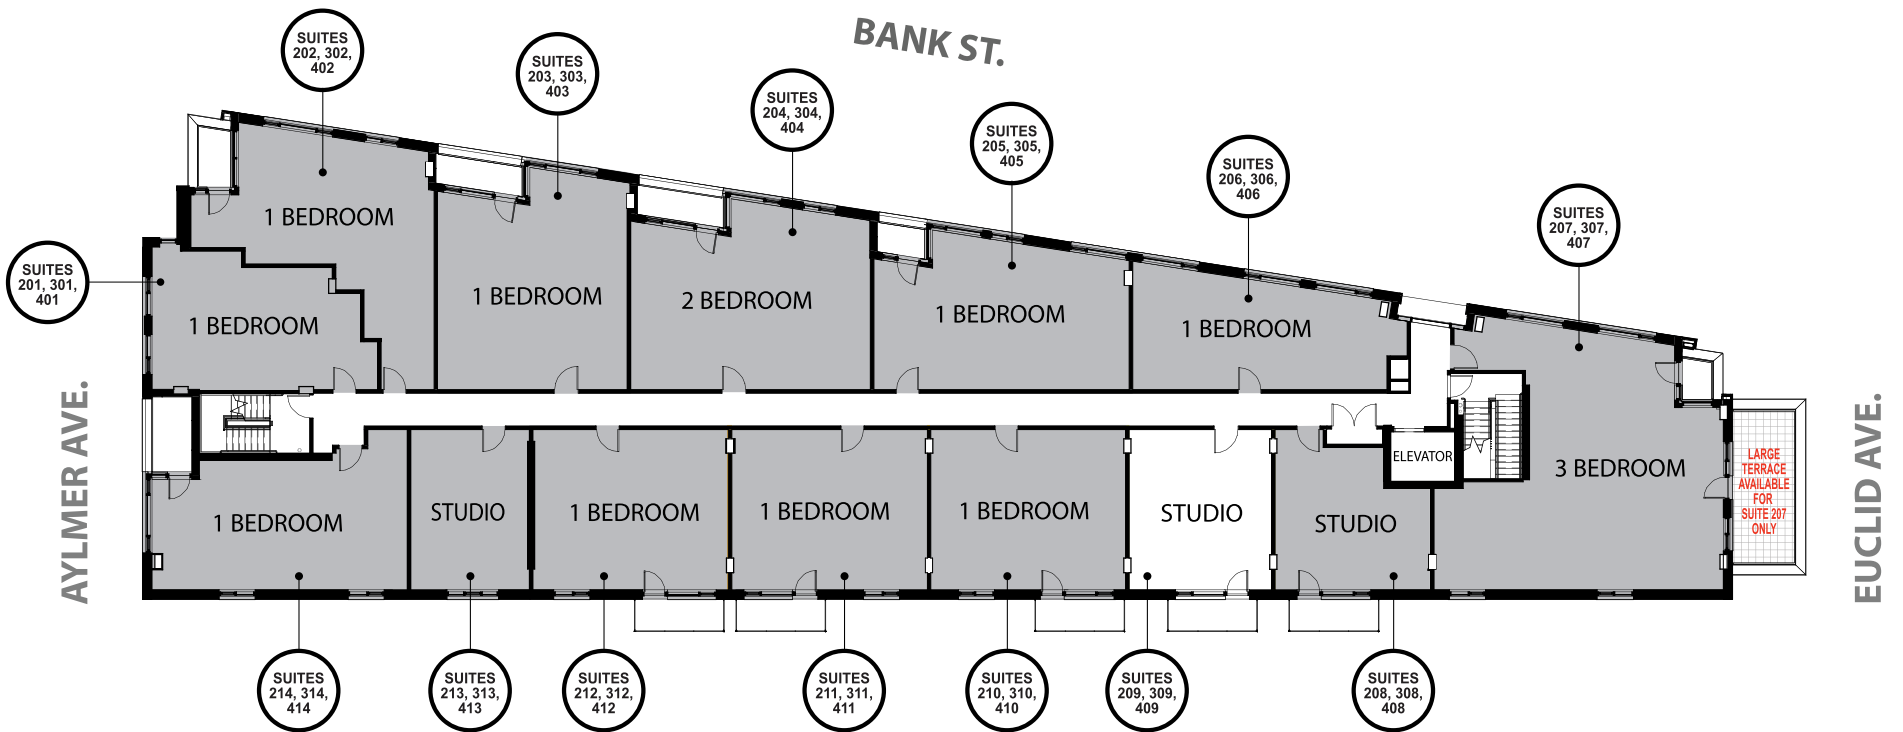 BANK ST.
SUITES
202, 302,
402
SUITES
203, 303,
403
SUITES
204, 304,
404
SUITES
205, 305,
405
SUITES
206, 306,
406
SUITES
207, 307,
407
SUITES
201, 301,
401
1 BEDROOM
1 BEDROOM
1 BEDROOM
2 BEDROOM
1 BEDROOM
1 BEDROOM
AYLMER AVE.
EUCLID AVE.
ELEVATOR
3 BEDROOM
LARGE
TERRACE
AVAILABLE
FOR
SUITE 207
ONLY
1 BEDROOM
STUDIO
1 BEDROOM
1 BEDROOM
1 BEDROOM
STUDIO
STUDIO
SUITES
214, 314,
414
SUITES
213, 313,
413
SUITES
212, 312,
412
SUITES
211, 311,
411
SUITES
210, 310,
410
SUITES
209, 309,
409
SUITES
208, 308,
408